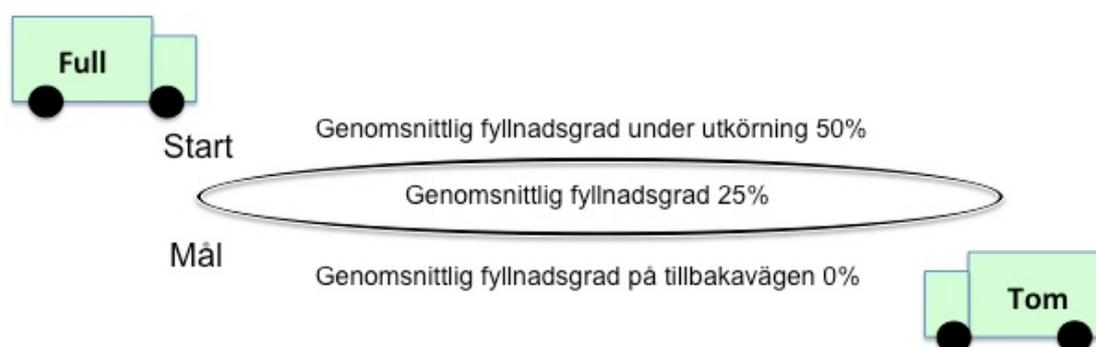 Full
Start
Genomsnittlig fyllnadsgrad under utkörning 50%
Genomsnittlig fyllnadsgrad 25%
Mål
Genomsnittlig fyllnadsgrad på tillbakavägen 0%
Tom